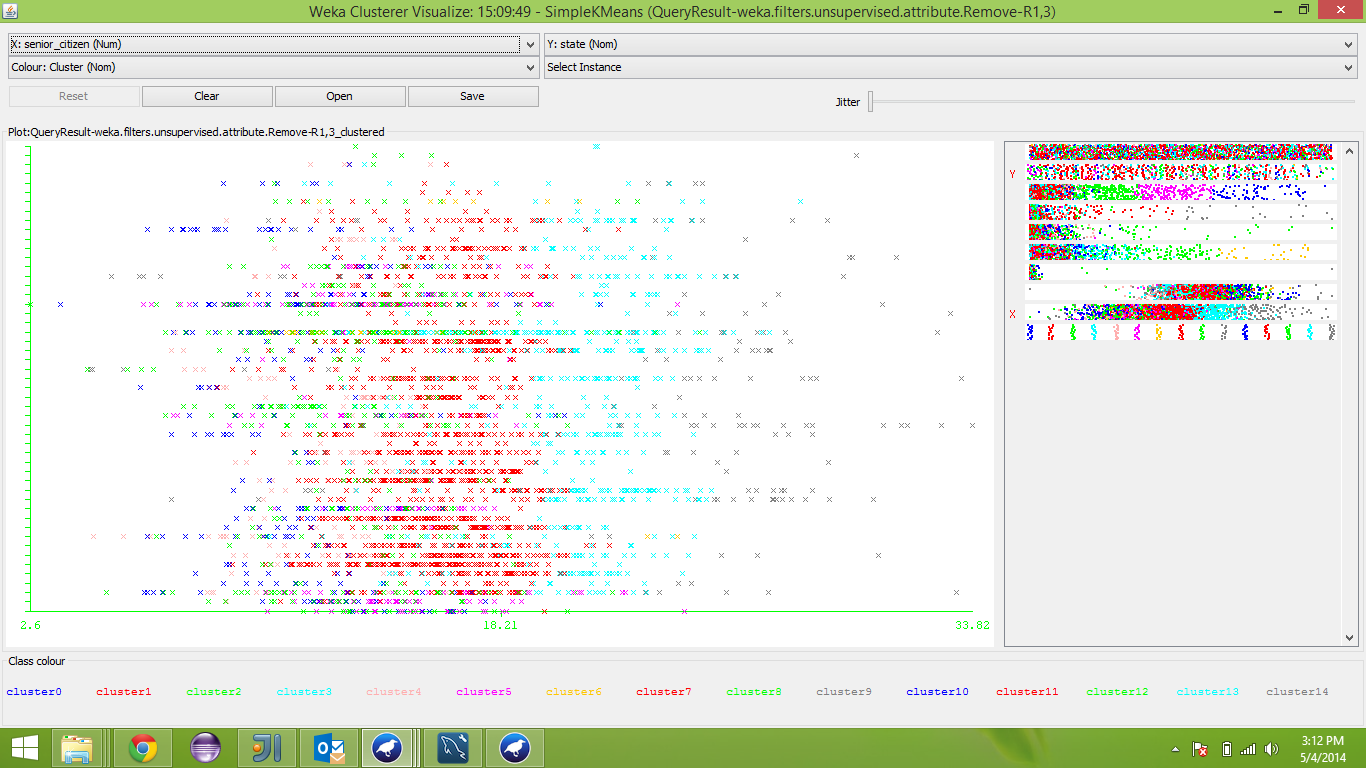 Weka Clusterer Visualize: 15:09:49 - SimpleKMeans (QueryResult-weka.filters.unsupervised.attribute.Remove-R1,3)
X: senior_citizen (Num) Y: state (Nom)
Colour: Cluster (Nom) Select Instance
Reset Clear Open Save Jitter
Plot:QueryResult-weka.filters.unsupervised.attribute.Remove-R1,3_clustered
Y
X
2.6 18.21 33.82
Class colour
cluster0 cluster1 cluster2 cluster3 cluster4 cluster5 cluster6 cluster7 cluster8 cluster9 cluster10 cluster11 cluster12 cluster13 cluster14
3:12 PM
5/4/2014